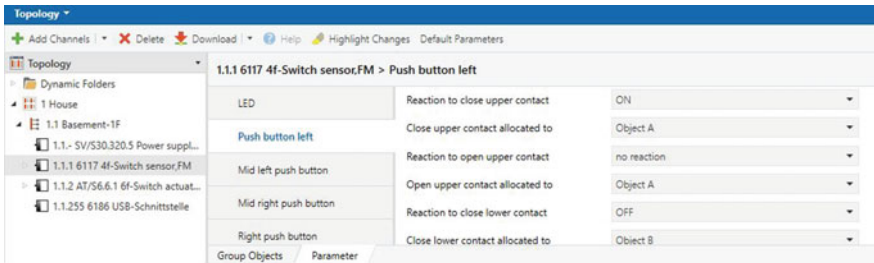 Topology
Add Channels Delete Download Help Highlight Changes Default Parameters
Topology
Dynamic Folders
1 House
1.1 Basement-1F
1.1.- SV/S30.320.5 Power suppl...
1.1.1 6117 4f-Switch sensor,FM
1.1.2 AT/S6.6.1 6f-Switch actuat...
1.1.255 6186 USB-Schnittstelle
1.1.1 6117 4f-Switch sensor,FM > Push button left
LED
Push button left
Mid left push button
Mid right push button
Right push button
Reaction to close upper contact ON
Close upper contact allocated to Object A
Reaction to open upper contact no reaction
Open upper contact allocated to Object A
Reaction to close lower contact OFF
Close lower contact allocated to Object B
Group Objects Parameter